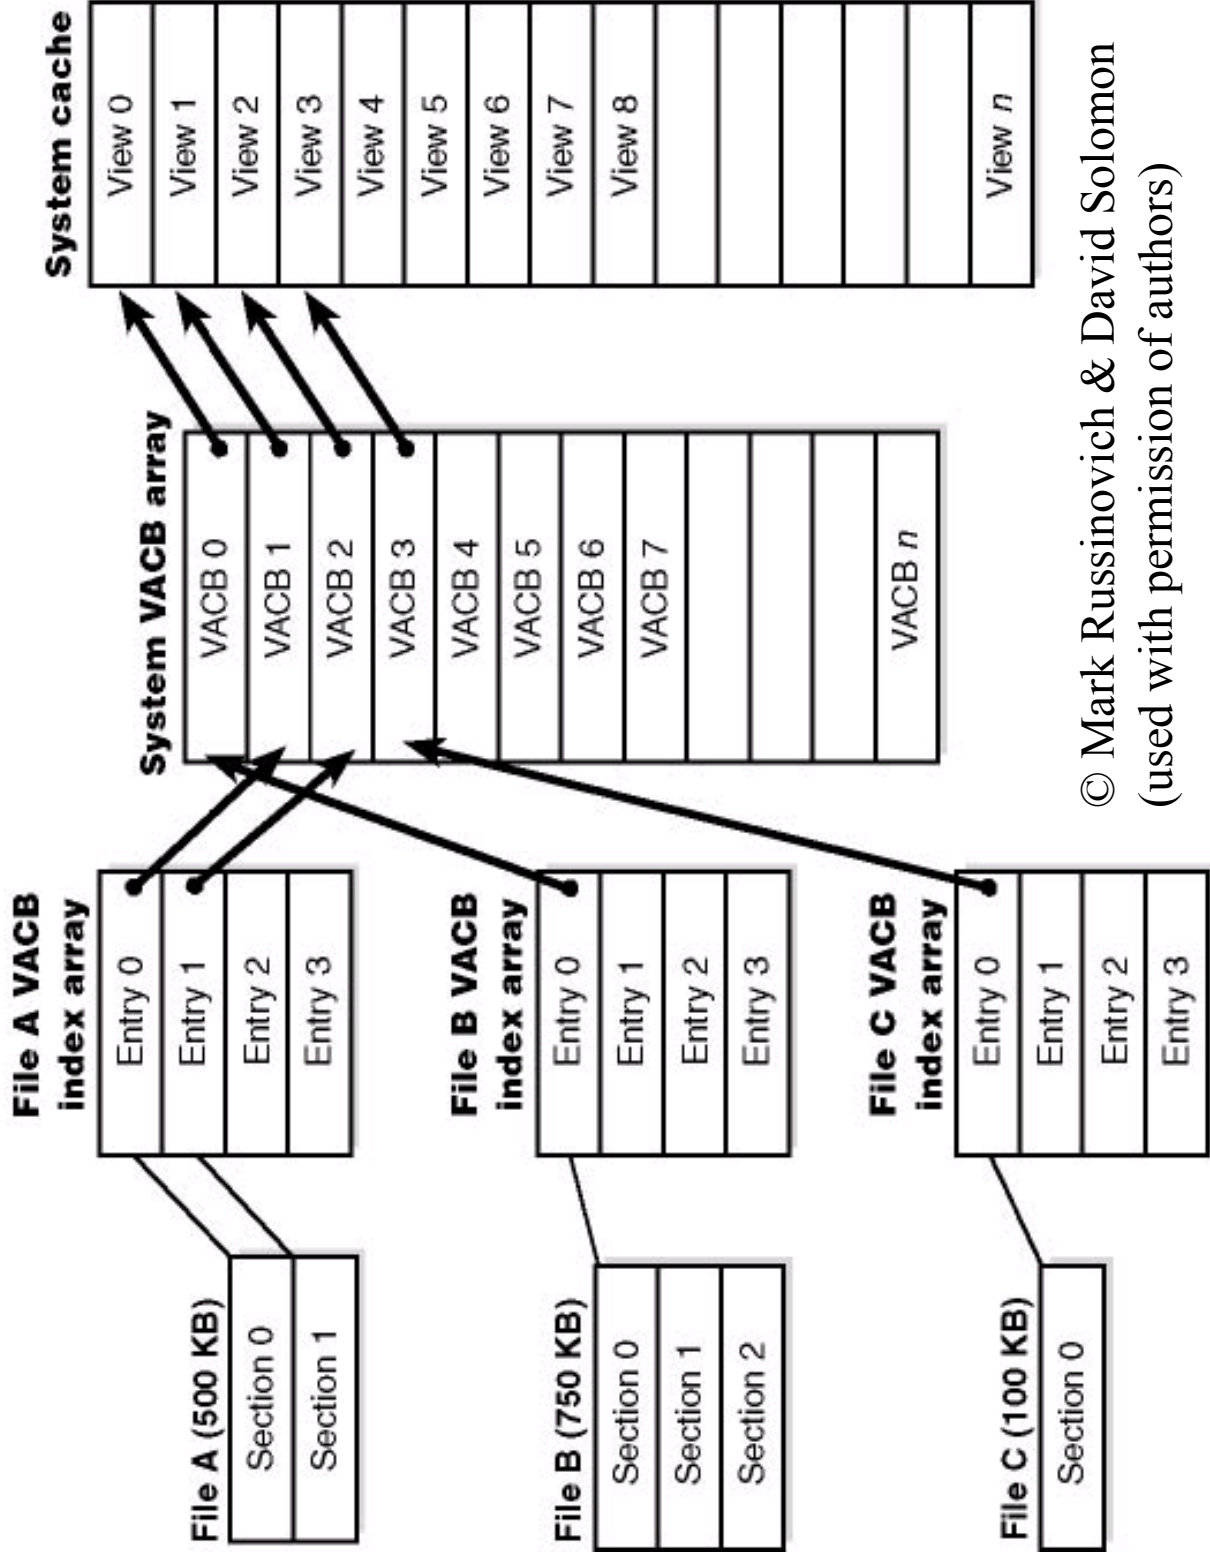 File A (500 KB)
Section 0
Section 1
File B (750 KB)
Section 0
Section 1
Section 2
File C (100 KB)
Section 0
File A VACB
index array
Entry 0
Entry 1
Entry 2
Entry 3
File B VACB
index array
Entry 0
Entry 1
Entry 2
Entry 3
File C VACB
index array
Entry 0
Entry 1
Entry 2
Entry 3
System VACB array
VACB 0
VACB 1
VACB 2
VACB 3
VACB 4
VACB 5
VACB 6
VACB 7
VACB n
System cache
View 0
View 1
View 2
View 3
View 4
View 5
View 6
View 7
View 8
View n
© Mark Russinovich & David Solomon
(used with permission of authors)